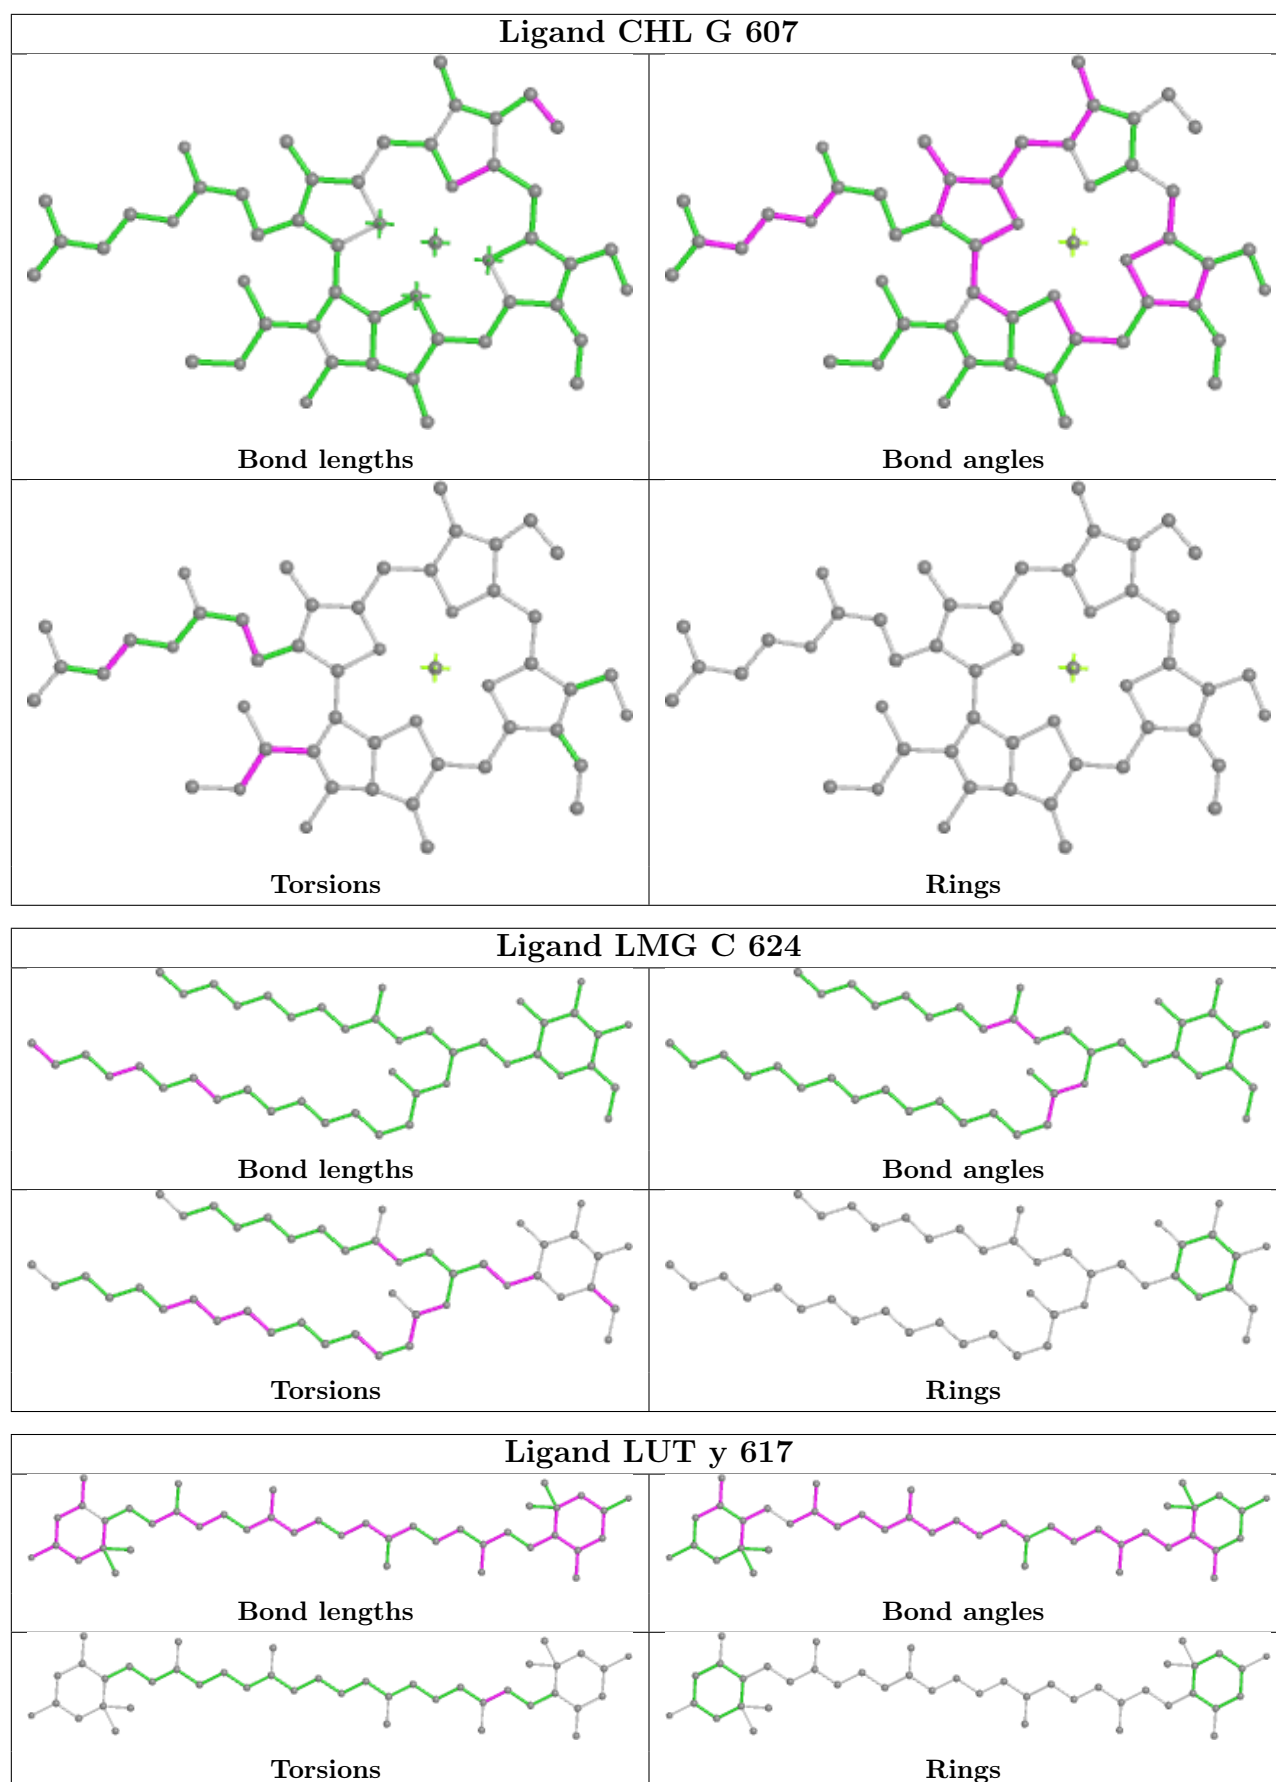 Ligand CHL G 607
Bond lengths
Bond angles
Torsions
Rings
Ligand LMG C 624
Bond lengths
Bond angles
Torsions
Rings
Ligand LUT y 617
Bond lengths
Bond angles
Torsions
Rings